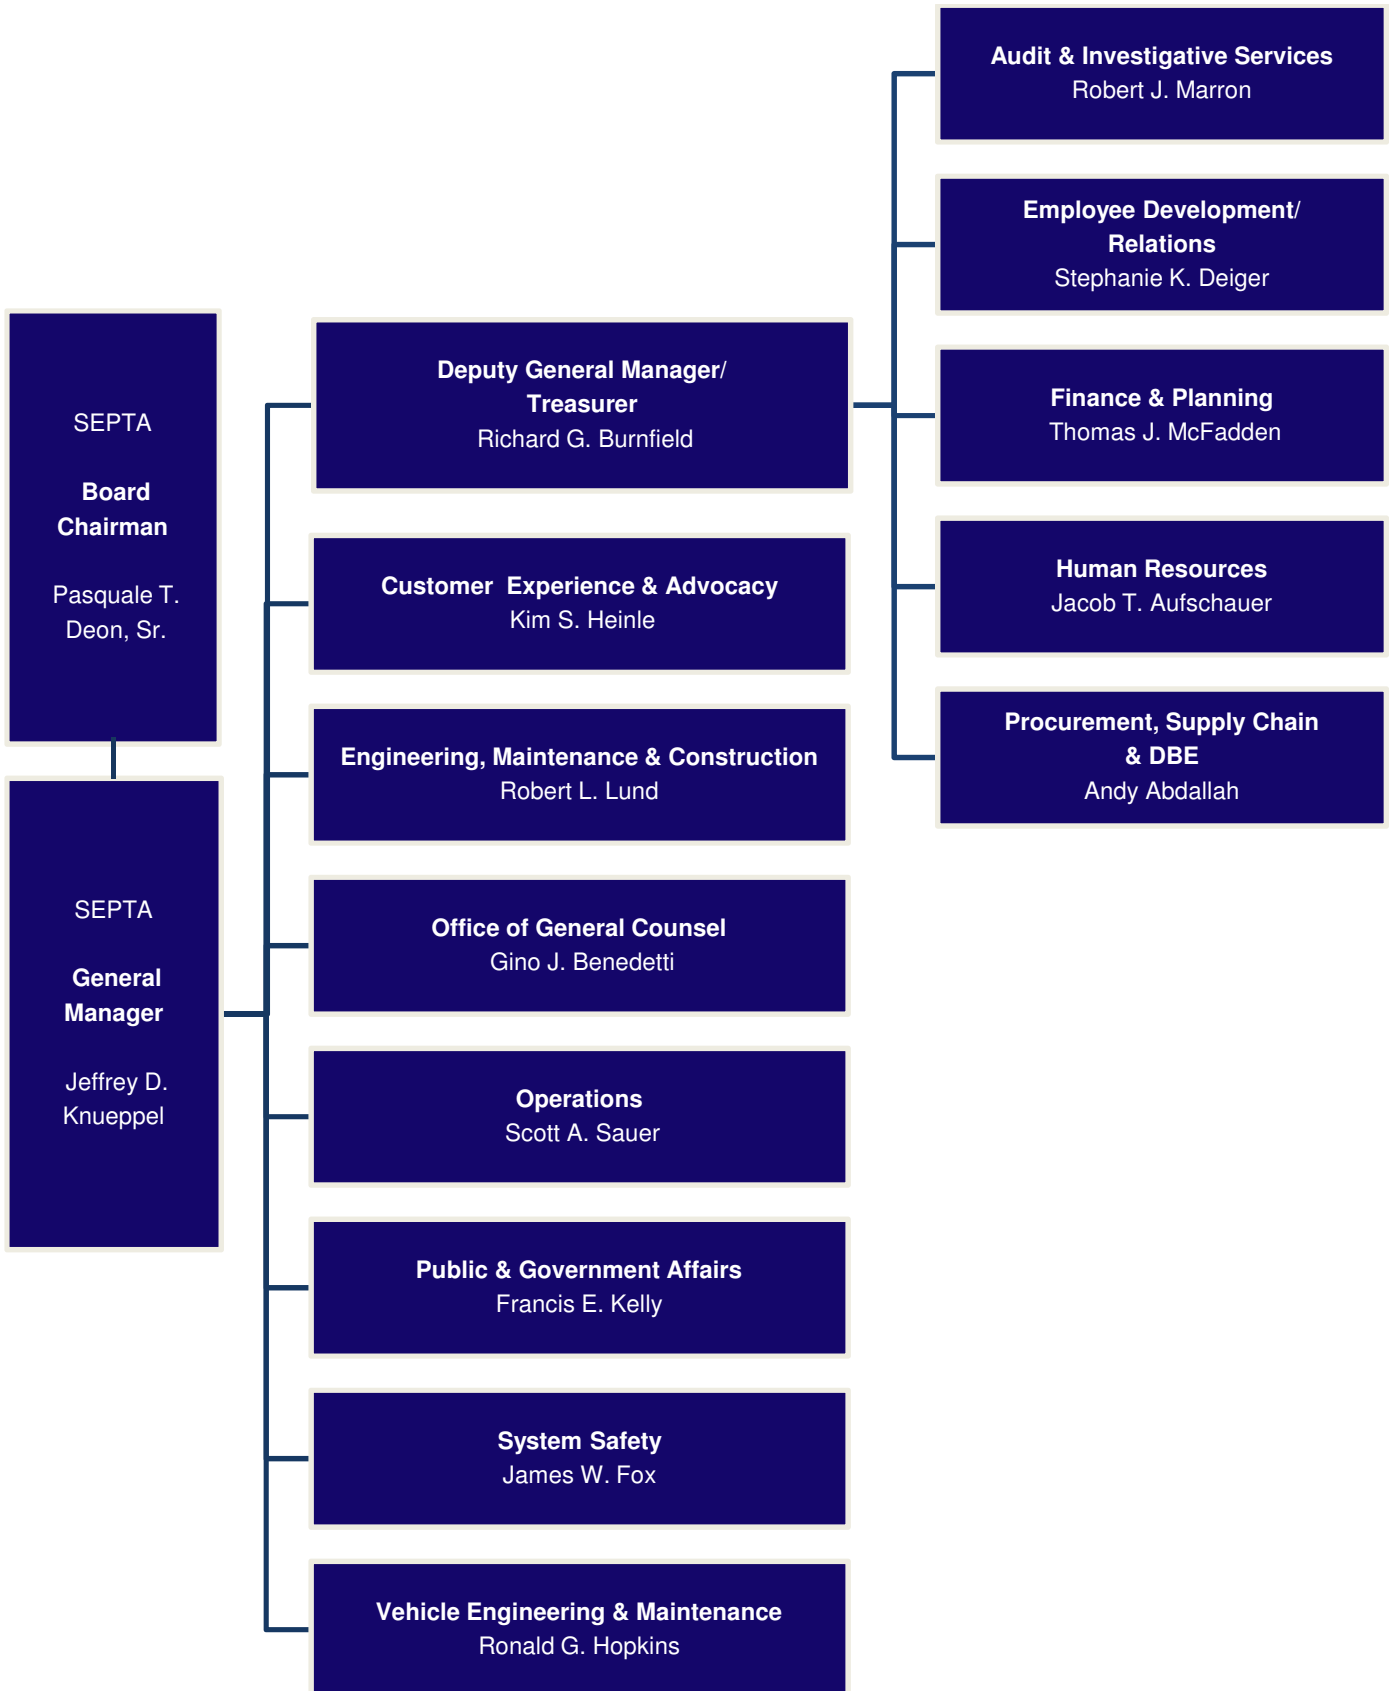 SEPTA
Board
Chairman
Pasquale T.
Deon, Sr.
SEPTA
General
Manager
Jeffrey D.
Knueppel
Deputy General Manager/
Treasurer
Richard G. Burnfield
Customer  Experience & Advocacy
Kim S. Heinle
Engineering, Maintenance & Construction
Robert L. Lund
Office of General Counsel
Gino J. Benedetti
Operations
Scott A. Sauer
Public & Government Affairs
Francis E. Kelly
System Safety
James W. Fox
Vehicle Engineering & Maintenance
Ronald G. Hopkins
Audit & Investigative Services
Robert J. Marron
Employee Development/
Relations
Stephanie K. Deiger
Finance & Planning
Thomas J. McFadden
Human Resources
Jacob T. Aufschauer
Procurement, Supply Chain
& DBE
Andy Abdallah